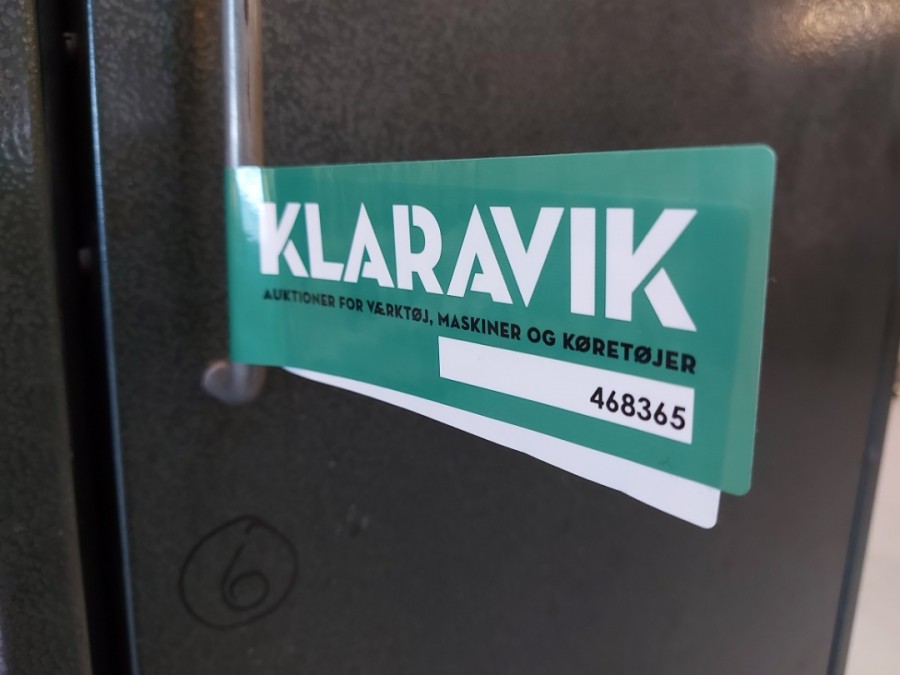 KLARAVIK
AUKTIONER FOR VÆRKTØJ, MASKINER OG KØRETØJER
468365
6